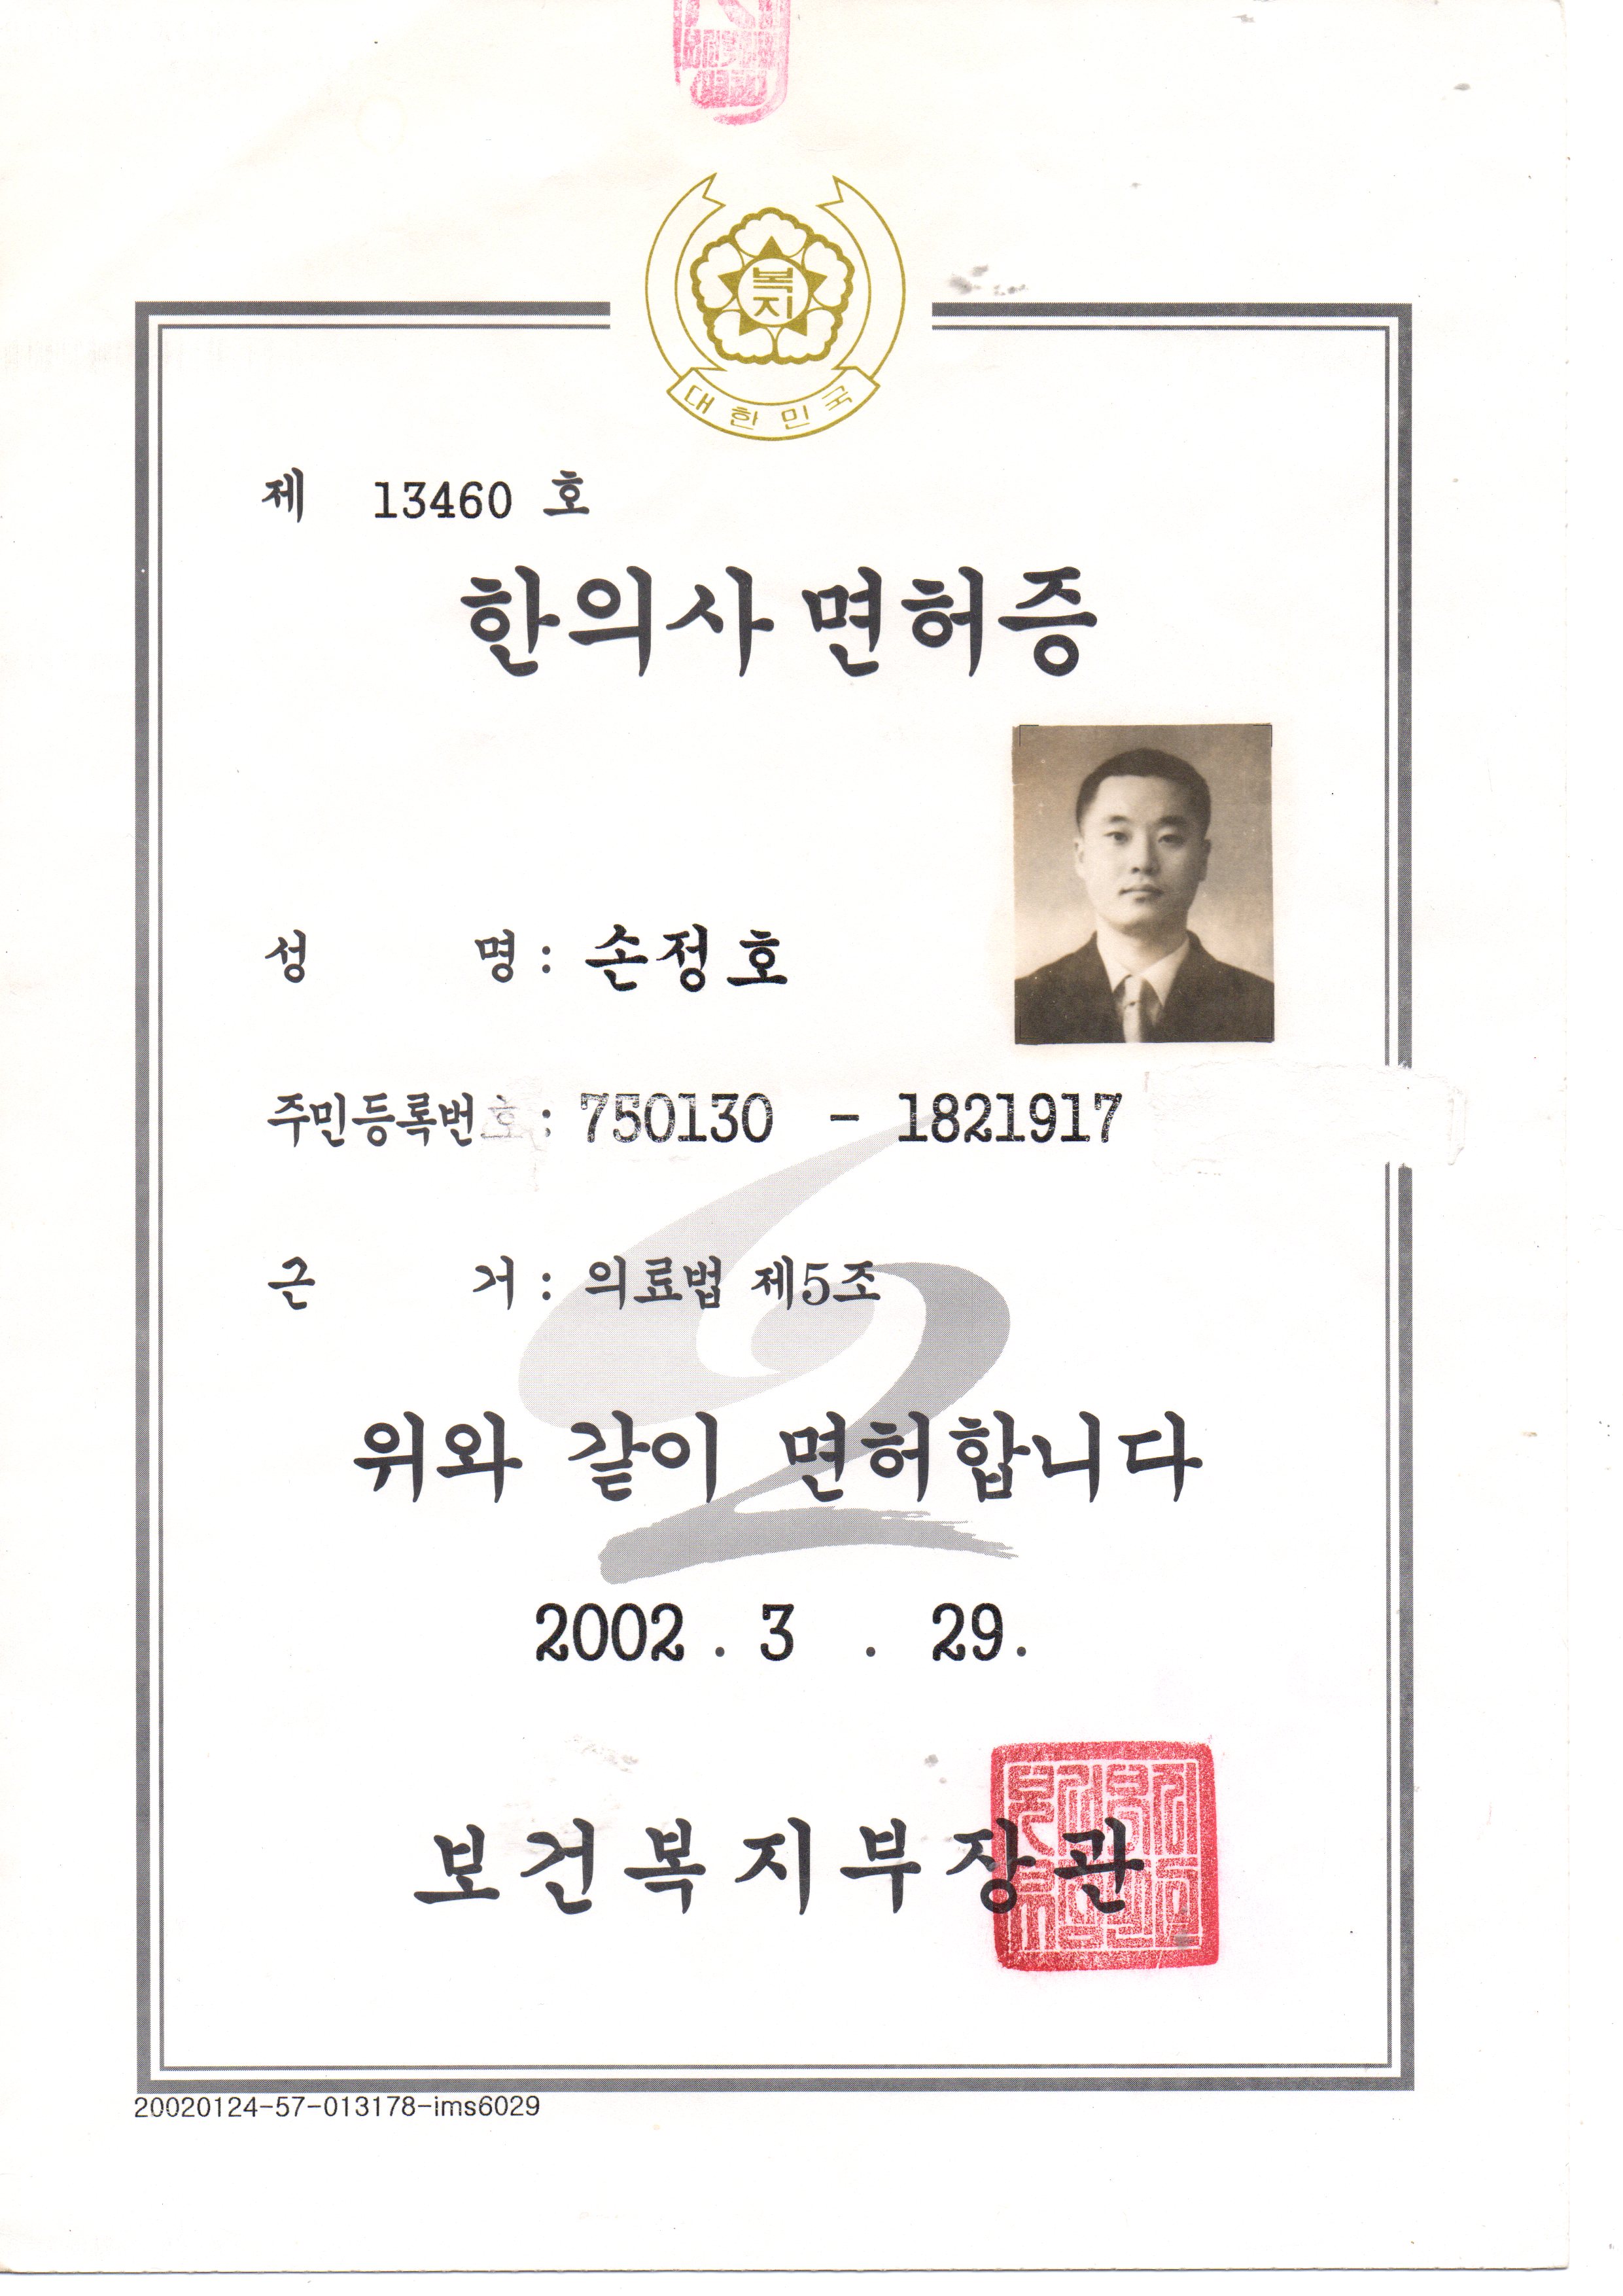 복지
대한민국
제 13460 호
한의사 면허증
성 명 : 손정호
주민등록번호 : 750130 - 1821917
근 거 : 의료법 제5조
위와 같이 면허합니다
2002 . 3 . 29.
보건복지부장관
20020124-57-013178-ims6029